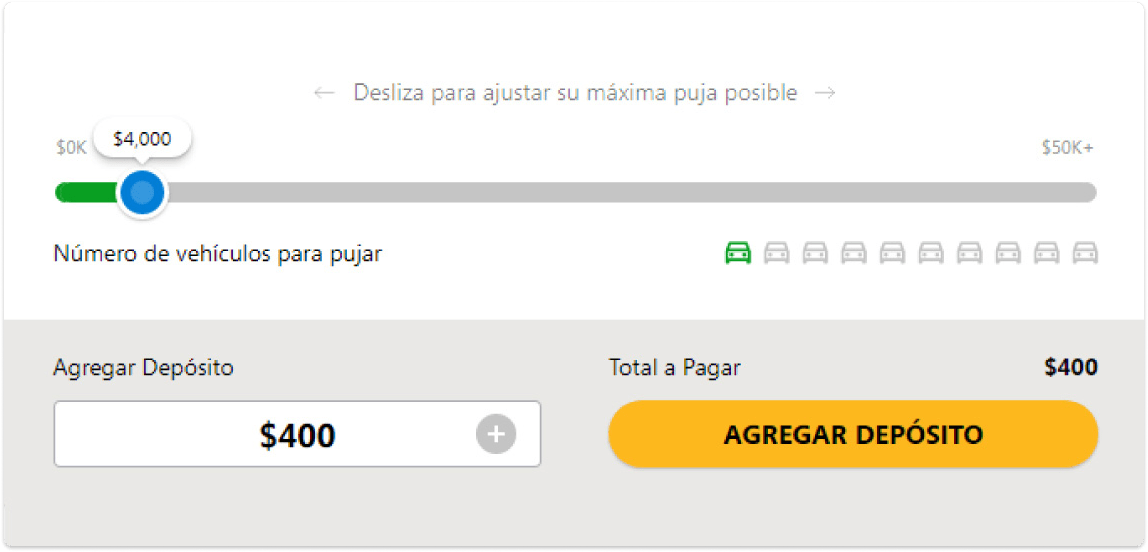 ← Desliza para ajustar su máxima puja posible →
$4,000
$0K
$50K+
Número de vehículos para pujar
Agregar Depósito
Total a Pagar
$400
$400
AGREGAR DEPÓSITO